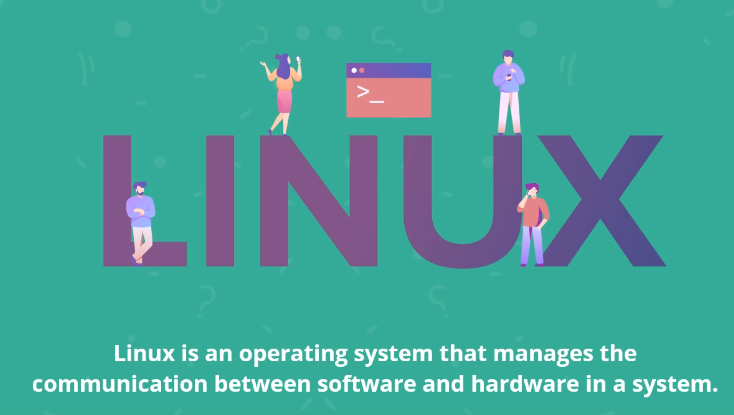 >_
LINUX
Linux is an operating system that manages the
communication between software and hardware in a system.